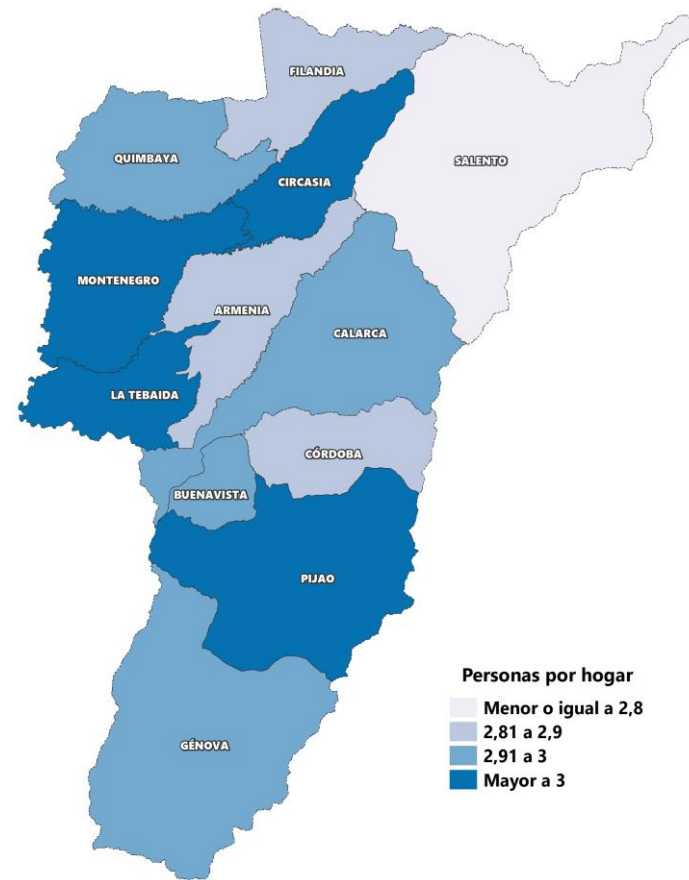 FILANDIA
QUIMBAYA
SALENTO
CIRCASIA
MONTENEGRO
ARMENIA
CALARCA
LA TEBAIDA
CÓRDOBA
BUENAVISTA
PIJAO
GÉNOVA
Personas por hogar
Menor o igual a 2,8
2,81 a 2,9
2,91 a 3
Mayor a 3